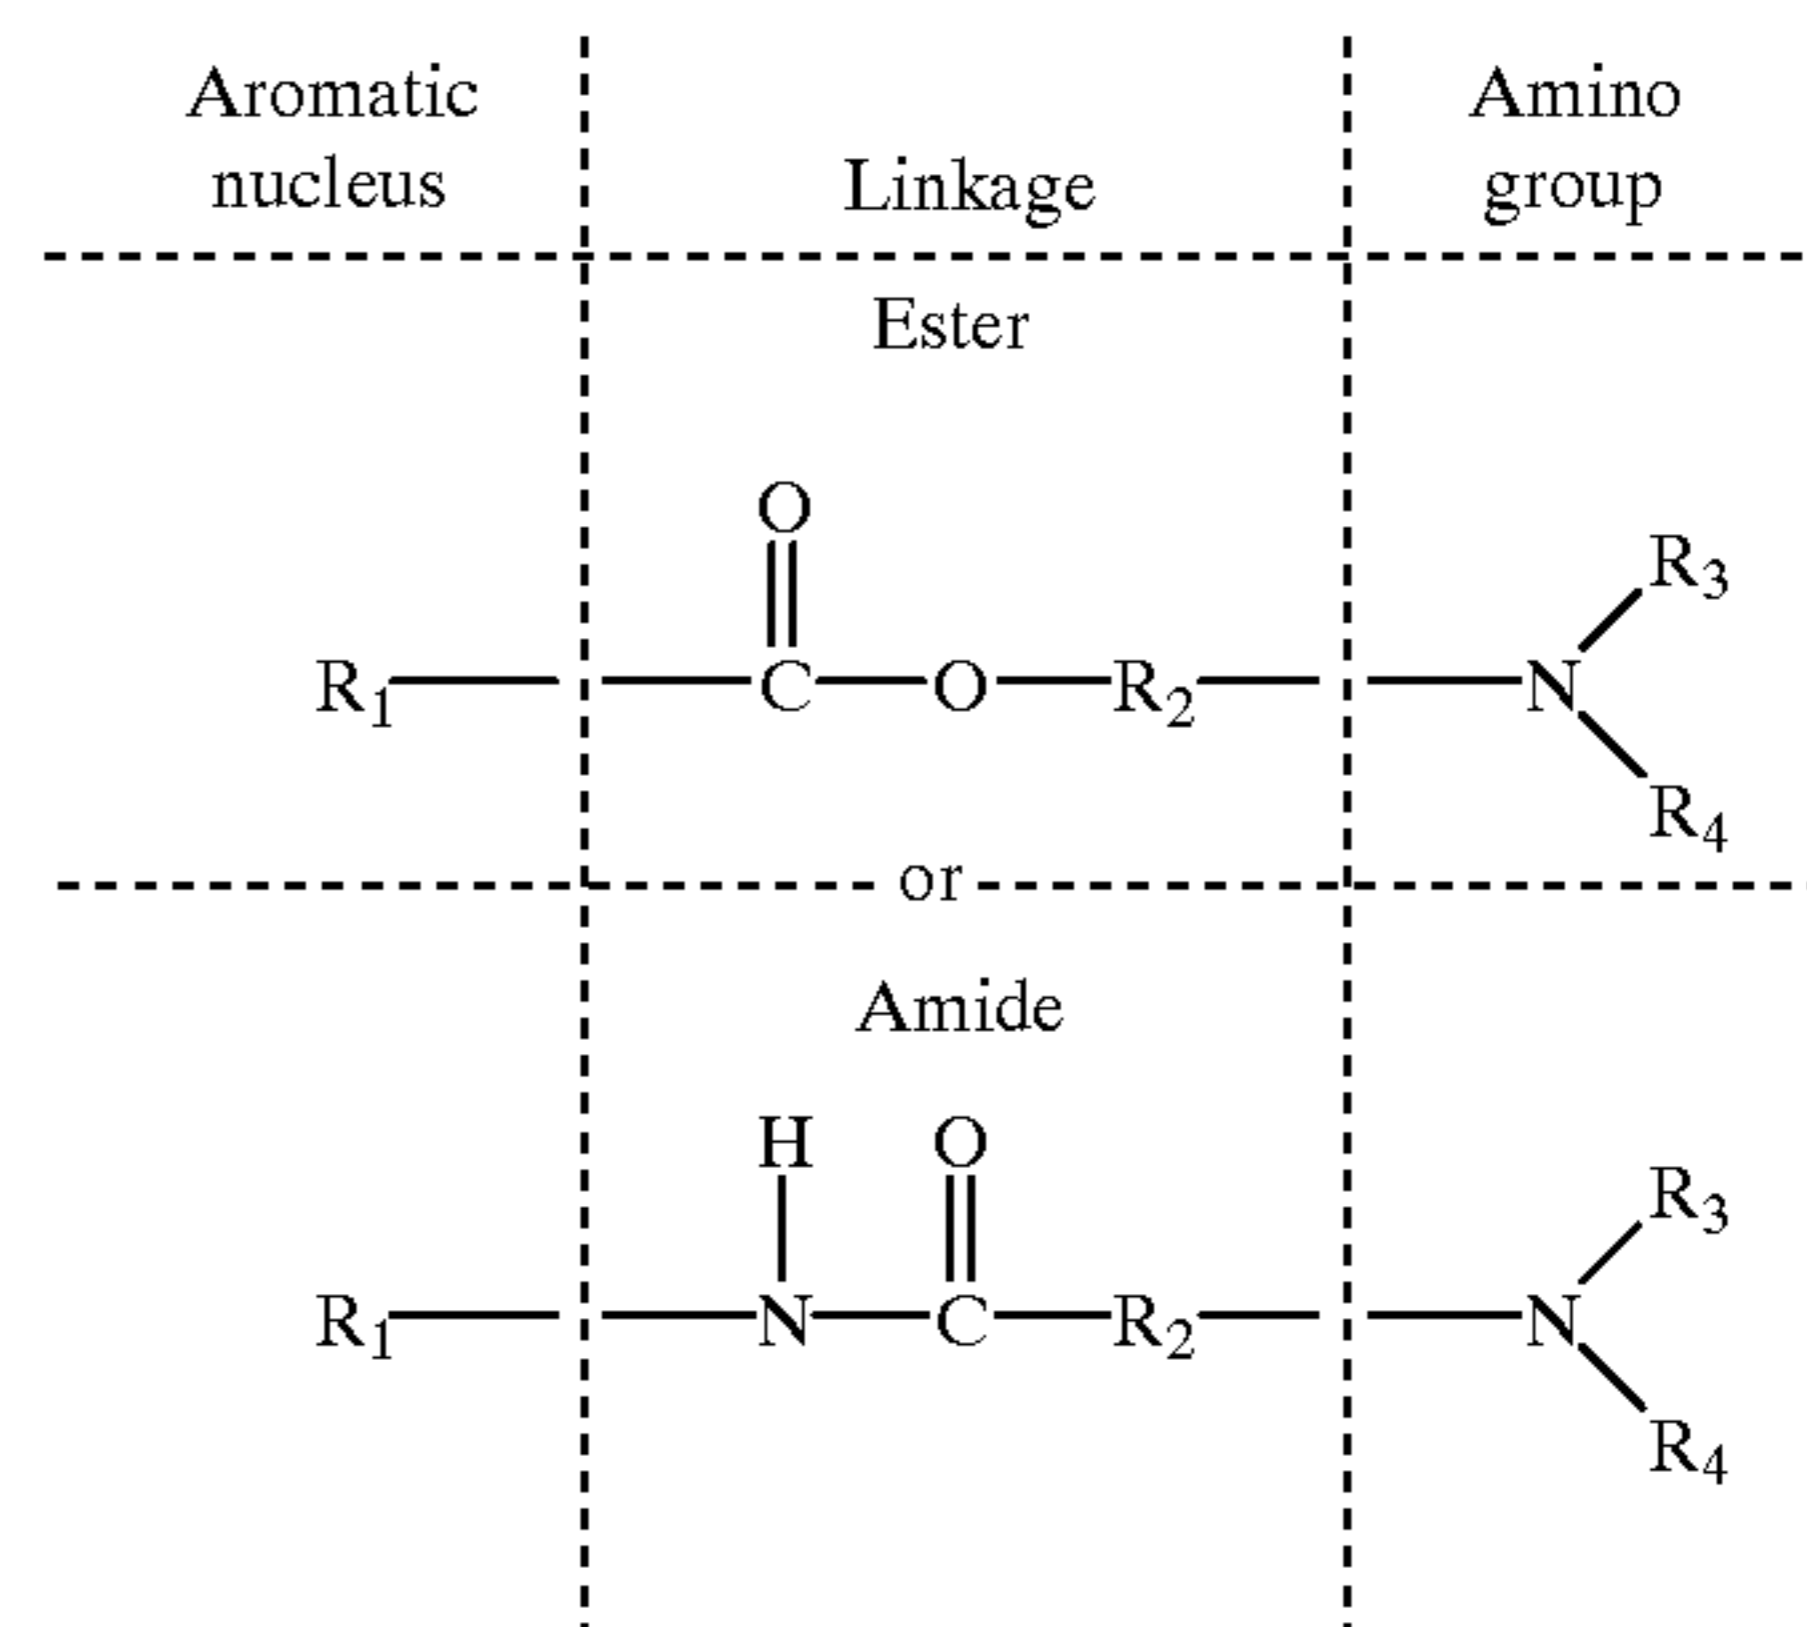 Aromatic
nucleus
Linkage
Amino
group
Ester
O
R₁ C O R₂ N R₃
R₄
or
Amide
H O
R₁ N C R₂ N R₃
R₄